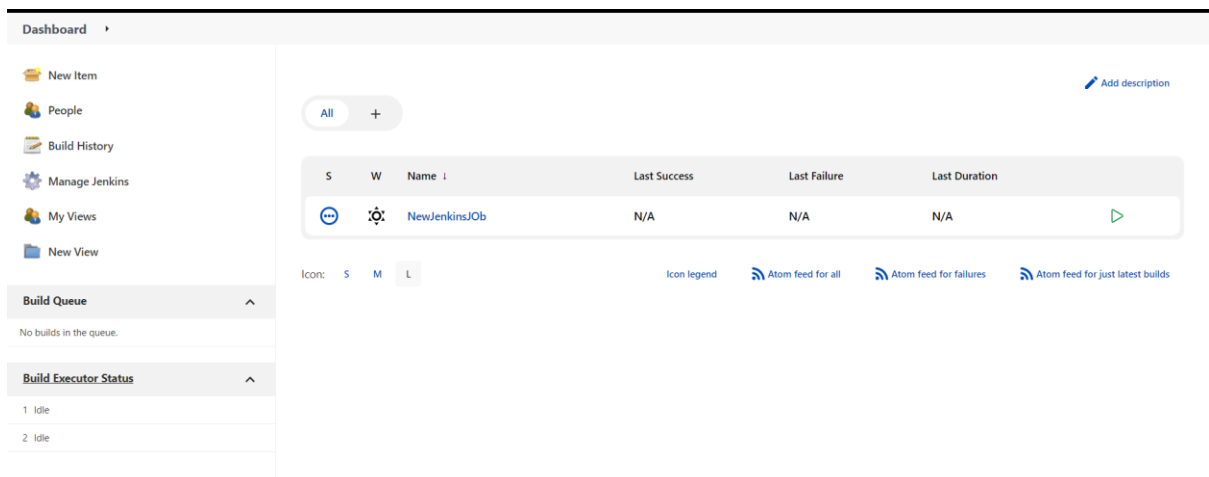 Dashboard
New Item
People
Build History
Manage Jenkins
My Views
New View
Build Queue
No builds in the queue.
Build Executor Status
1 Idle
2 Idle
Add description
All +
S W Name ↓ Last Success Last Failure Last Duration
NewJenkinsJOb N/A N/A N/A
Icon: S M L Icon legend Atom feed for all Atom feed for failures Atom feed for just latest builds